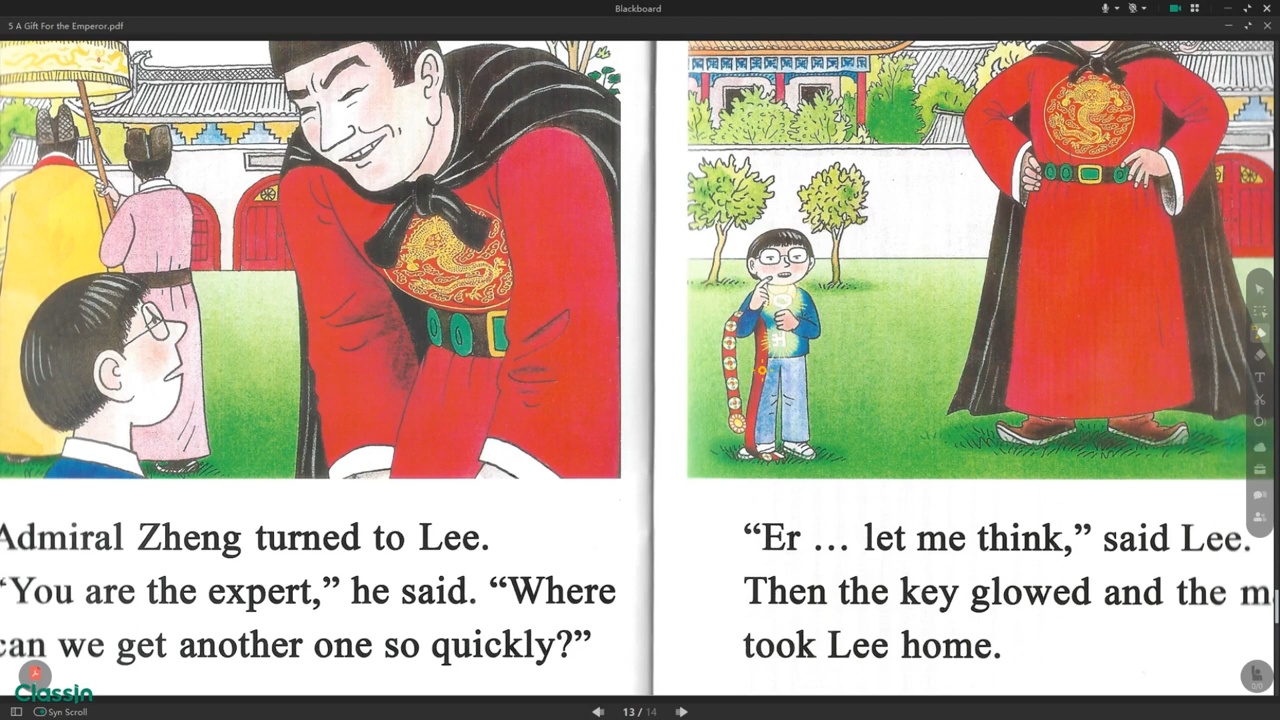 Blackboard
5 A Gift For the Emperor.pdf
Admiral Zheng turned to Lee.
“You are the expert,” he said. “Where
can we get another one so quickly?”
“Er … let me think,” said Lee.
Then the key glowed and the
took Lee home.
ClassIn
Syn Scroll
13 / 14
0/0